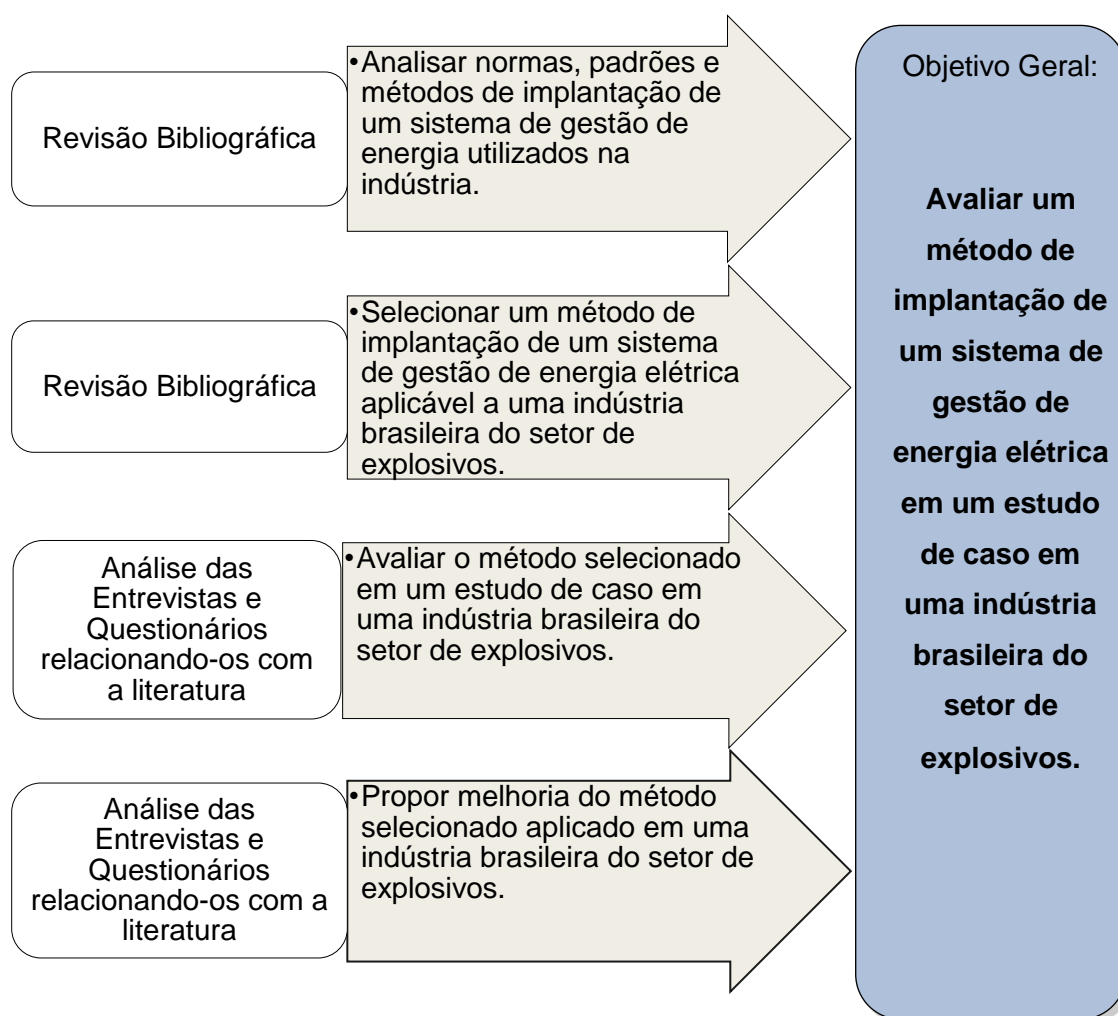 Revisão Bibliográfica
•Analisar normas, padrões e
métodos de implantação de
um sistema de gestão de
energia utilizados na
indústria.
Revisão Bibliográfica
•Selecionar um método de
implantação de um sistema
de gestão de energia elétrica
aplicável a uma indústria
brasileira do setor de
explosivos.
Análise das
Entrevistas e
Questionários
relacionando-os com
a literatura
•Avaliar o método selecionado
em um estudo de caso em
uma indústria brasileira do
setor de explosivos.
Análise das
Entrevistas e
Questionários
relacionando-os com a
literatura
•Propor melhoria do método
selecionado aplicado em uma
indústria brasileira do setor de
explosivos.
Objetivo Geral:
Avaliar um
método de
implantação de
um sistema de
gestão de
energia elétrica
em um estudo
de caso em
uma indústria
brasileira do
setor de
explosivos.